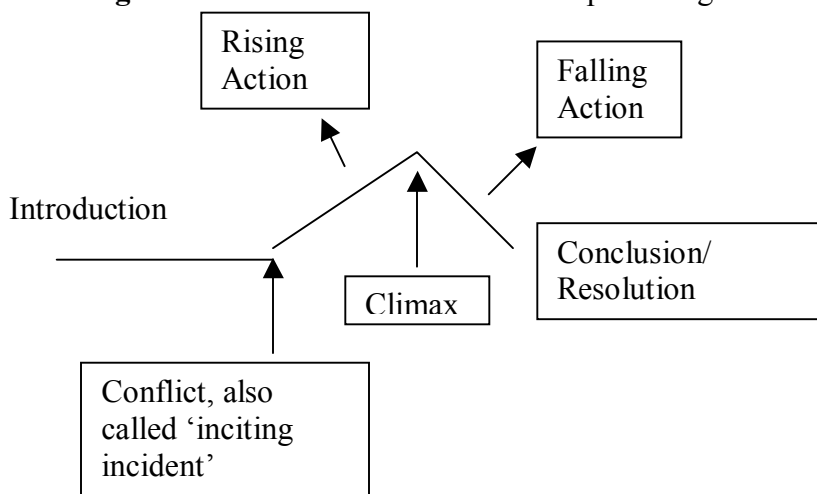 Rising
Action
Falling
Action
Introduction
Conclusion/
Resolution
Climax
Conflict, also
called ‘inciting
incident’